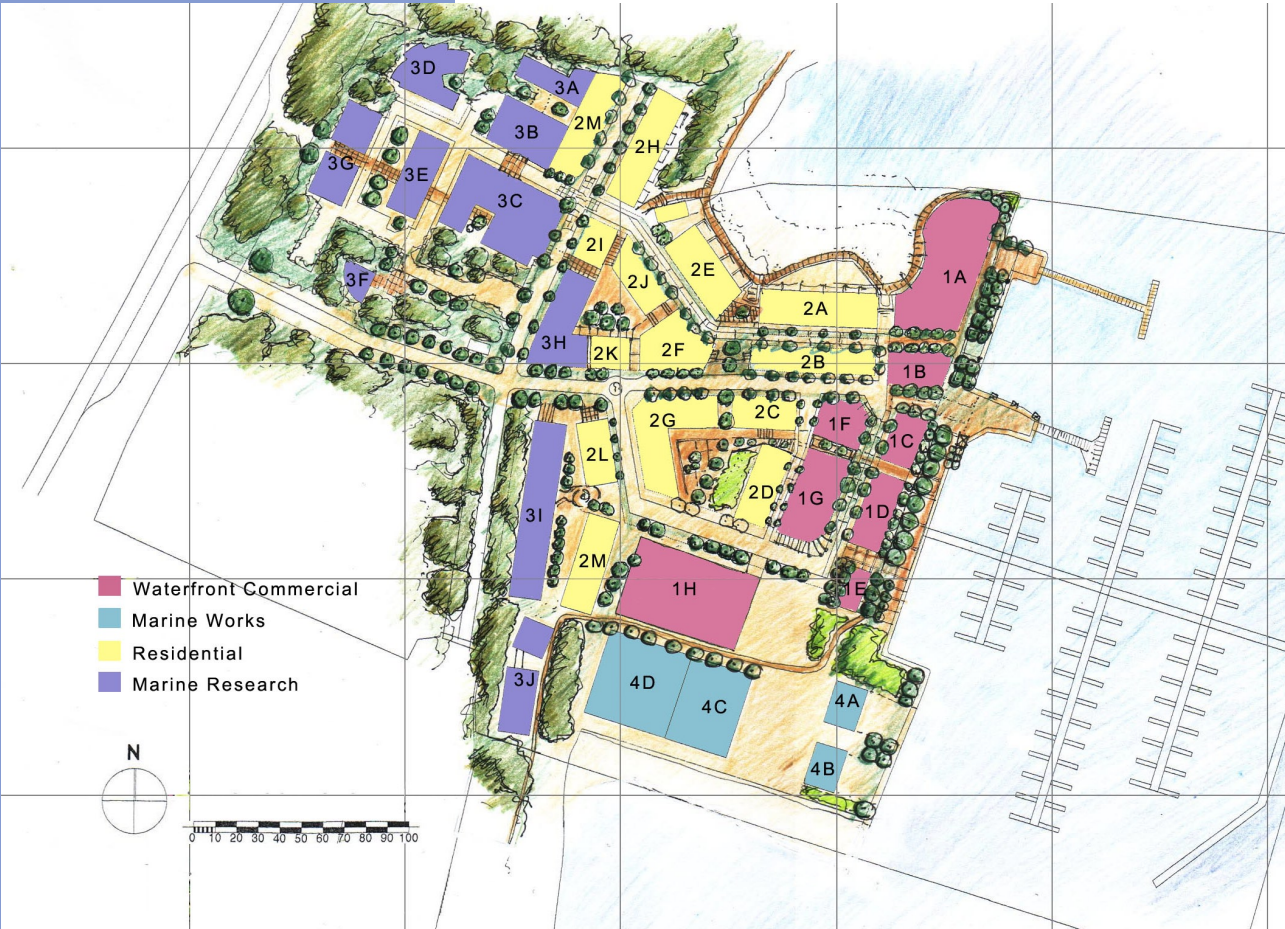 3D
3A
2M
3B
2H
3G
3E
3C
2I
2E
3F
2J
1A
2A
3H
2K
2F
2B
1B
2G
2C
1F
1C
2L
2D
1G
1D
3I
2M
1H
1E
Waterfront Commercial
Marine Works
Residential
Marine Research
3J
4D
4C
4A
4B
N
0 10 20 30 40 50 60 70 80 90 100